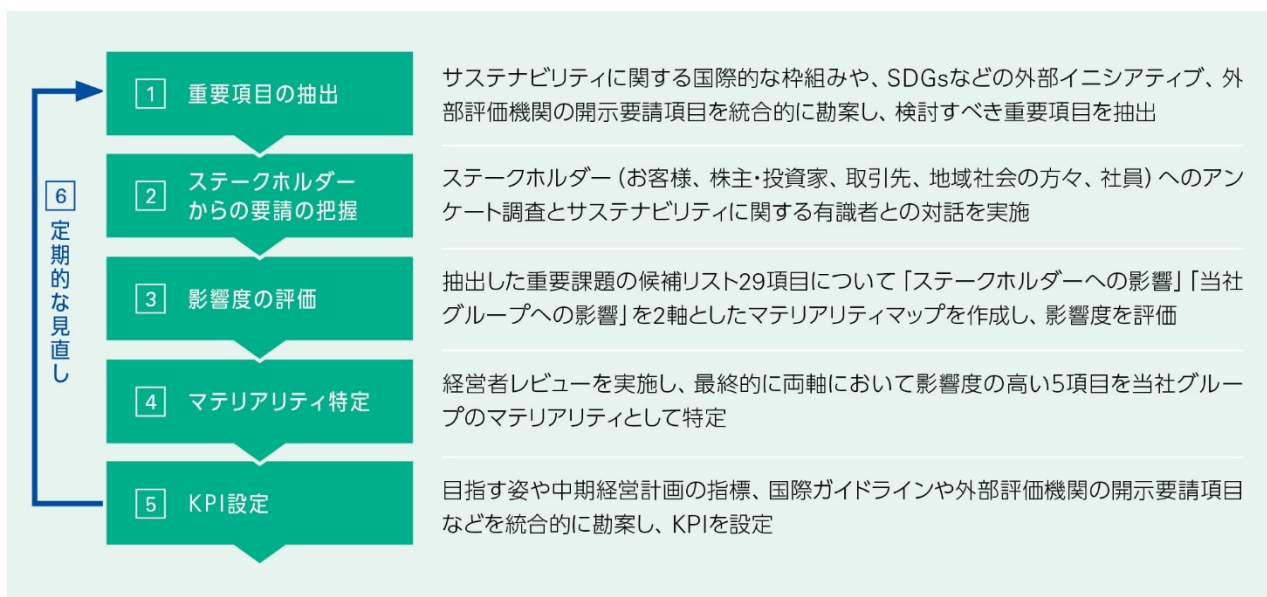 1 重要項目の抽出
サステナビリティに関する国際的な枠組みや、SDGsなどの外部イニシアティブ、外
部評価機関の開示要請項目を統合的に勘案し、検討すべき重要項目を抽出
2 ステークホルダー
からの要請の把握
ステークホルダー（お客様、株主・投資家、取引先、地域社会の方々、社員）へのアン
ケート調査とサステナビリティに関する有識者との対話を実施
3 影響度の評価
抽出した重要課題の候補リスト29項目について「ステークホルダーへの影響」「当社
グループへの影響」を2軸としたマテリアリティマップを作成し、影響度を評価
4 マテリアリティ特定
経営者レビューを実施し、最終的に両軸において影響度の高い5項目を当社グルー
プのマテリアリティとして特定
5 KPI設定
目指す姿や中期経営計画の指標、国際ガイドラインや外部評価機関の開示要請項目
などを統合的に勘案し、KPIを設定
6 定期的な見直し